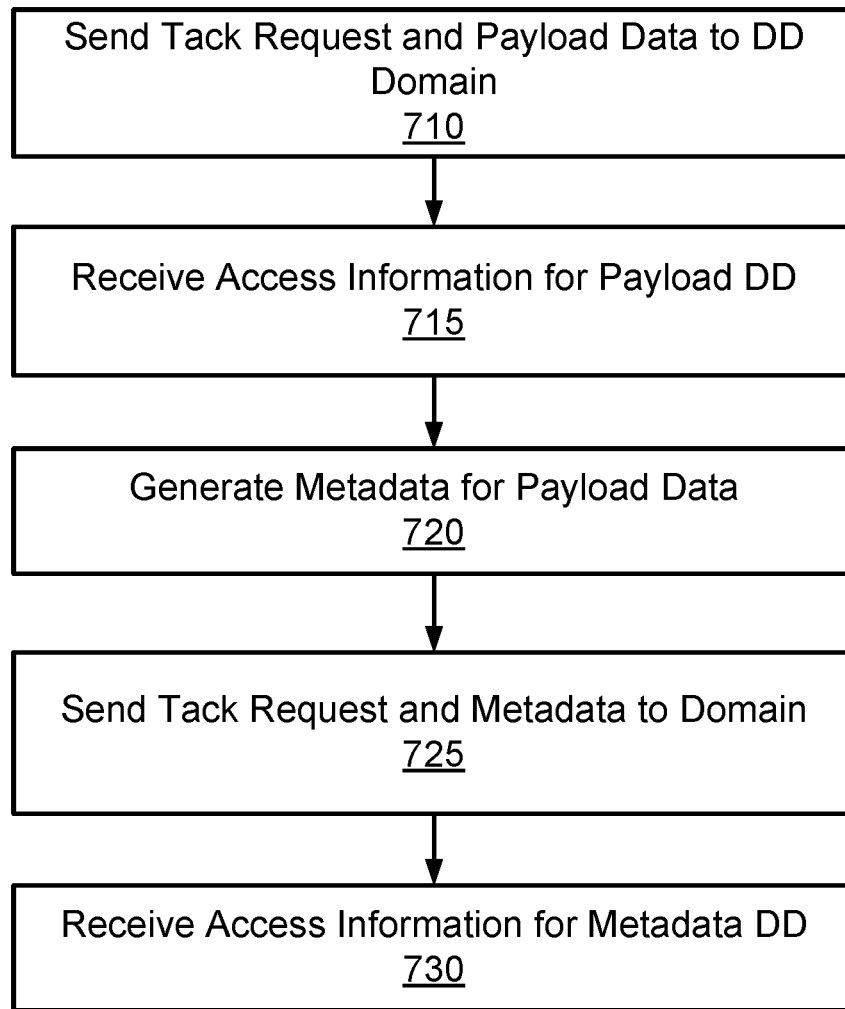 Send Tack Request and Payload Data to DD
Domain
710
Receive Access Information for Payload DD
715
Generate Metadata for Payload Data
720
Send Tack Request and Metadata to Domain
725
Receive Access Information for Metadata DD
730